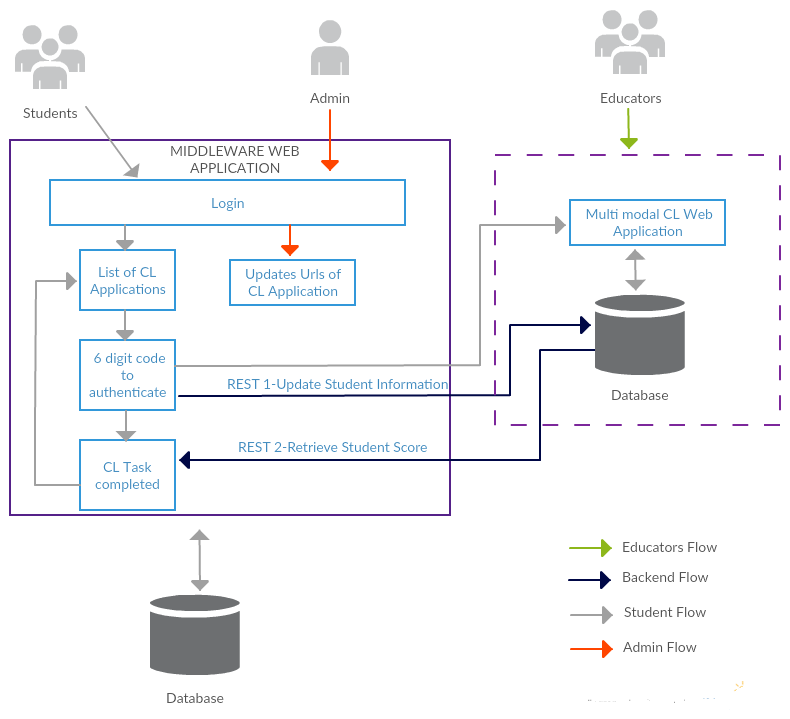 Students
Admin
Educators
MIDDLEWARE WEB
APPLICATION
Login
List of CL
Applications
Updates Urls of
CL Application
6 digit code
to
authenticate
CL Task
completed
REST 1-Update Student Information
REST 2-Retrieve Student Score
Multi modal CL Web
Application
Database
Database
Educators Flow
Backend Flow
Student Flow
Admin Flow